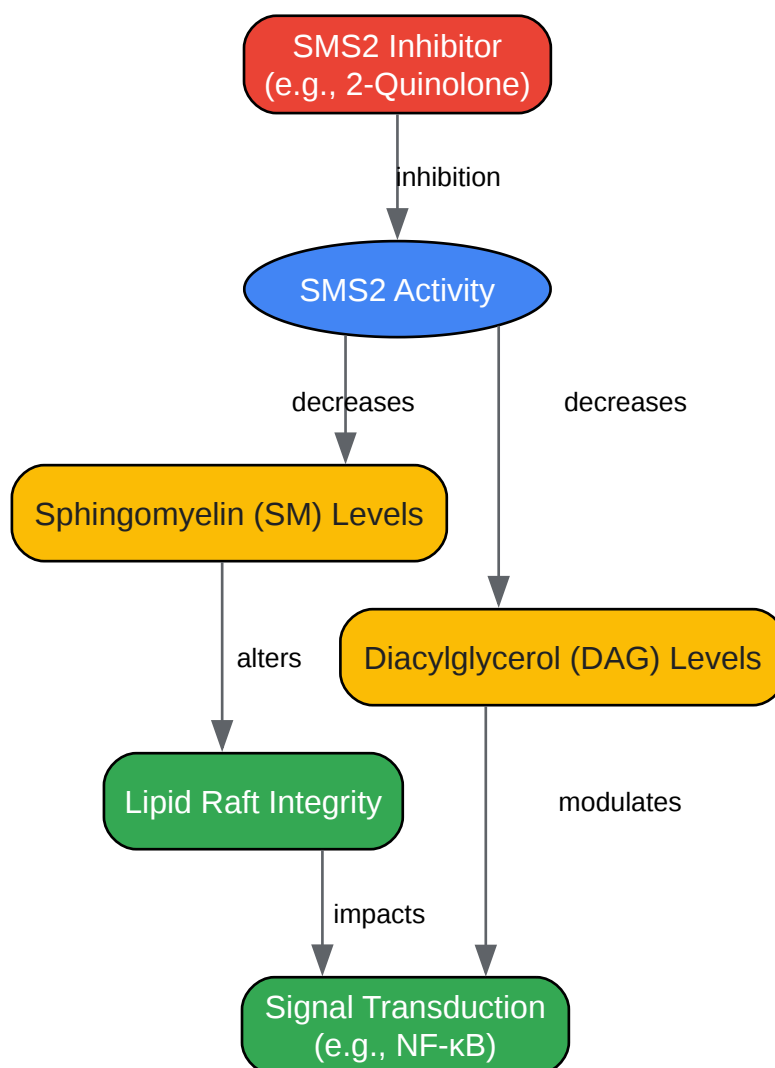 SMS2 Inhibitor
(e.g., 2-Quinolone)
inhibition
SMS2 Activity
decreases
decreases
Sphingomyelin (SM) Levels
alters
Diacylglycerol (DAG) Levels
Lipid Raft Integrity
modulates
impacts
Signal Transduction
(e.g., NF-κB)